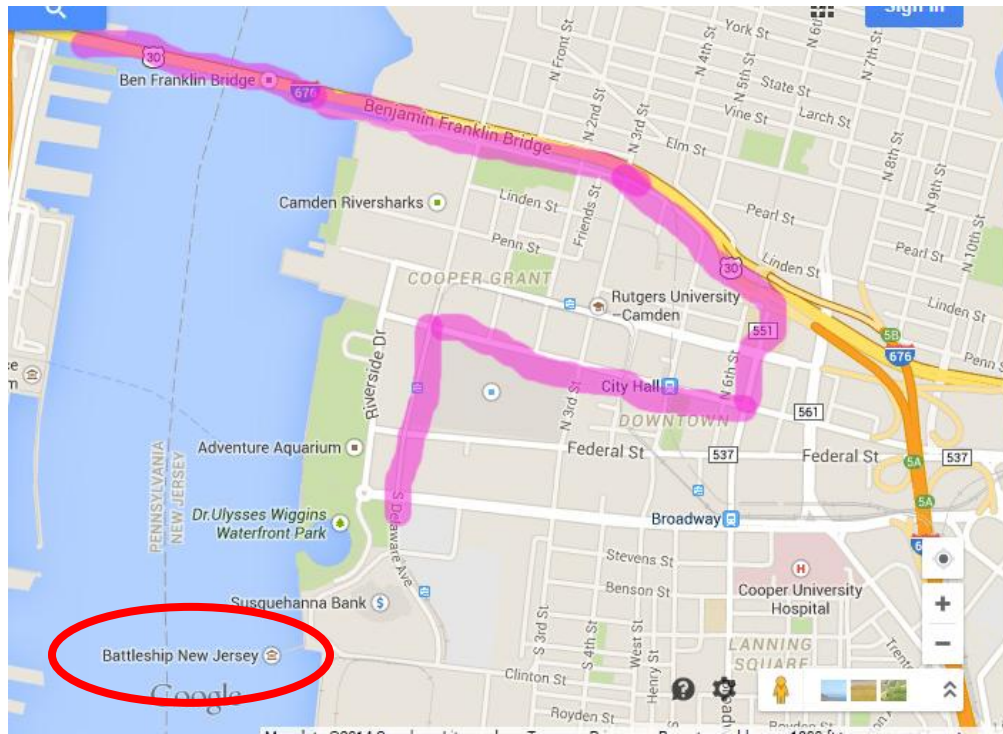 Sign in
York St
N 6th
N 7th St
N Front St
N 4th St
N 5th St
State St
30
Ben Franklin Bridge
676
Vine St
Larch St
N 2nd St
N 3rd St
Benjamin Franklin Bridge
Elm St
N 8th St
N 9th St
Camden Riversharks
Linden St
Friends St
Pearl St
N 10th St
Penn St
Pearl St
COOPER GRANT
30
Linden St
Rutgers University
–Camden
Linden St
551
5B
676
Penn S
Riverside Dr
City Hall
N 6th St
N 3rd St
561
DOWNTOWN
Adventure Aquarium
Federal St
537
Federal St
5A
537
PENNSYLVANIA
NEW JERSEY
5A
Dr.Ulysses Wiggins
Waterfront Park
S Delaware Ave
Broadway
Stevens St
H
Benson St
Cooper University
Hospital
Susquehanna Bank
$
S 3rd St
S 4th St
West St
Henry St
LANNING
SQUARE
Battleship New Jersey
Clinton St
Google
Royden St